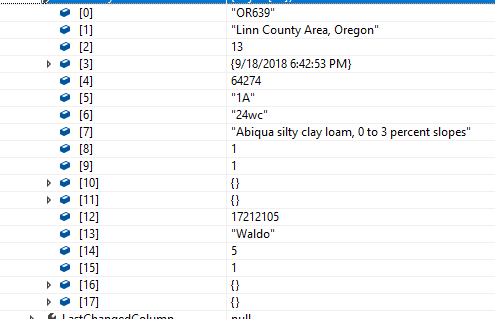 [0] "OR639"
[1] "Linn County Area, Oregon"
[2] 13
[3] {9/18/2018 6:42:53 PM}
[4] 64274
[5] "1A"
[6] "24wc"
[7] "Abiqua silty clay loam, 0 to 3 percent slopes"
[8] 1
[9] 1
[10] {}
[11] {}
[12] 17212105
[13] "Waldo"
[14] 5
[15] 1
[16] {}
[17] {}
LastChangedColumn null